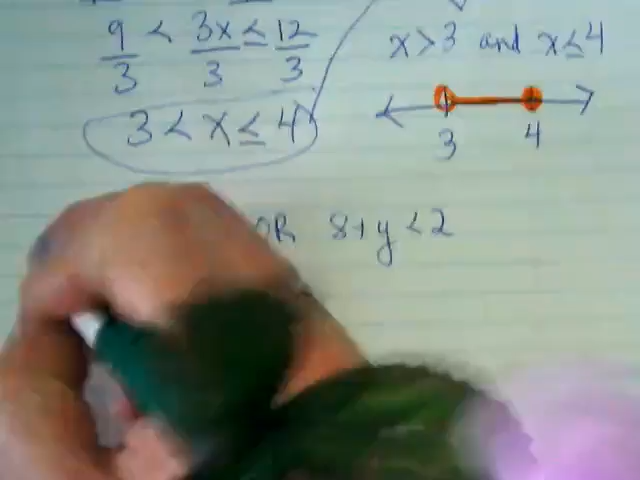 9/3 < 3x/3 ≤ 12/3
3 < x ≤ 4
x > 3 and x ≤ 4
3 4
OR 8 + y < 2